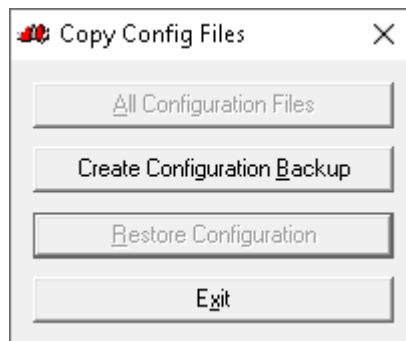 Copy Config Files
All Configuration Files
Create Configuration Backup
Restore Configuration
Exit